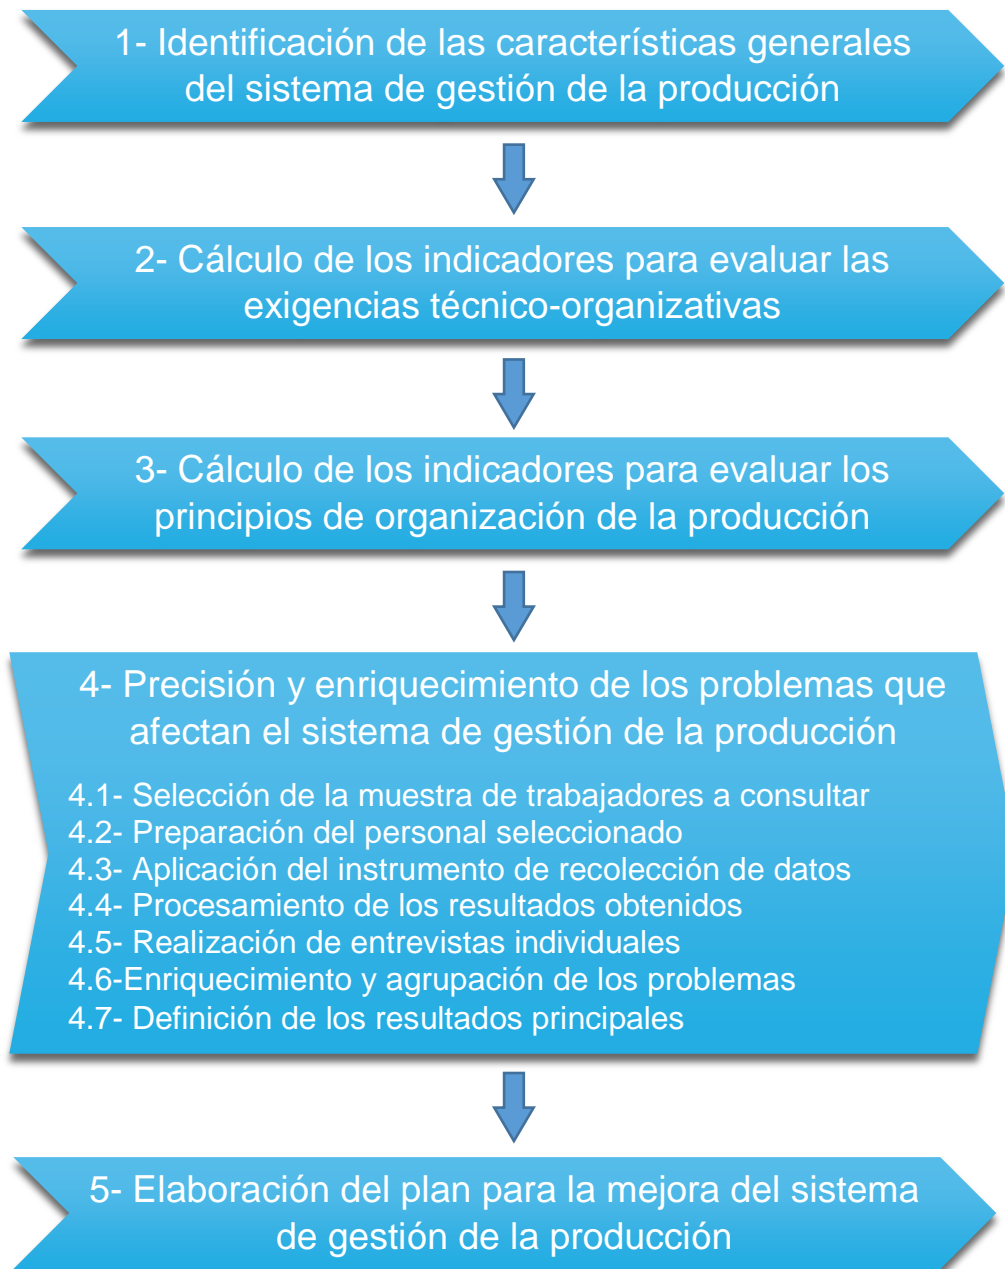 1- Identificación de las características generales
del sistema de gestión de la producción
2- Cálculo de los indicadores para evaluar las
exigencias técnico-organizativas
3- Cálculo de los indicadores para evaluar los
principios de organización de la producción
4- Precisión y enriquecimiento de los problemas que
afectan el sistema de gestión de la producción
4.1- Selección de la muestra de trabajadores a consultar
4.2- Preparación del personal seleccionado
4.3- Aplicación del instrumento de recolección de datos
4.4- Procesamiento de los resultados obtenidos
4.5- Realización de entrevistas individuales
4.6-Enriquecimiento y agrupación de los problemas
4.7- Definición de los resultados principales
5- Elaboración del plan para la mejora del sistema
de gestión de la producción